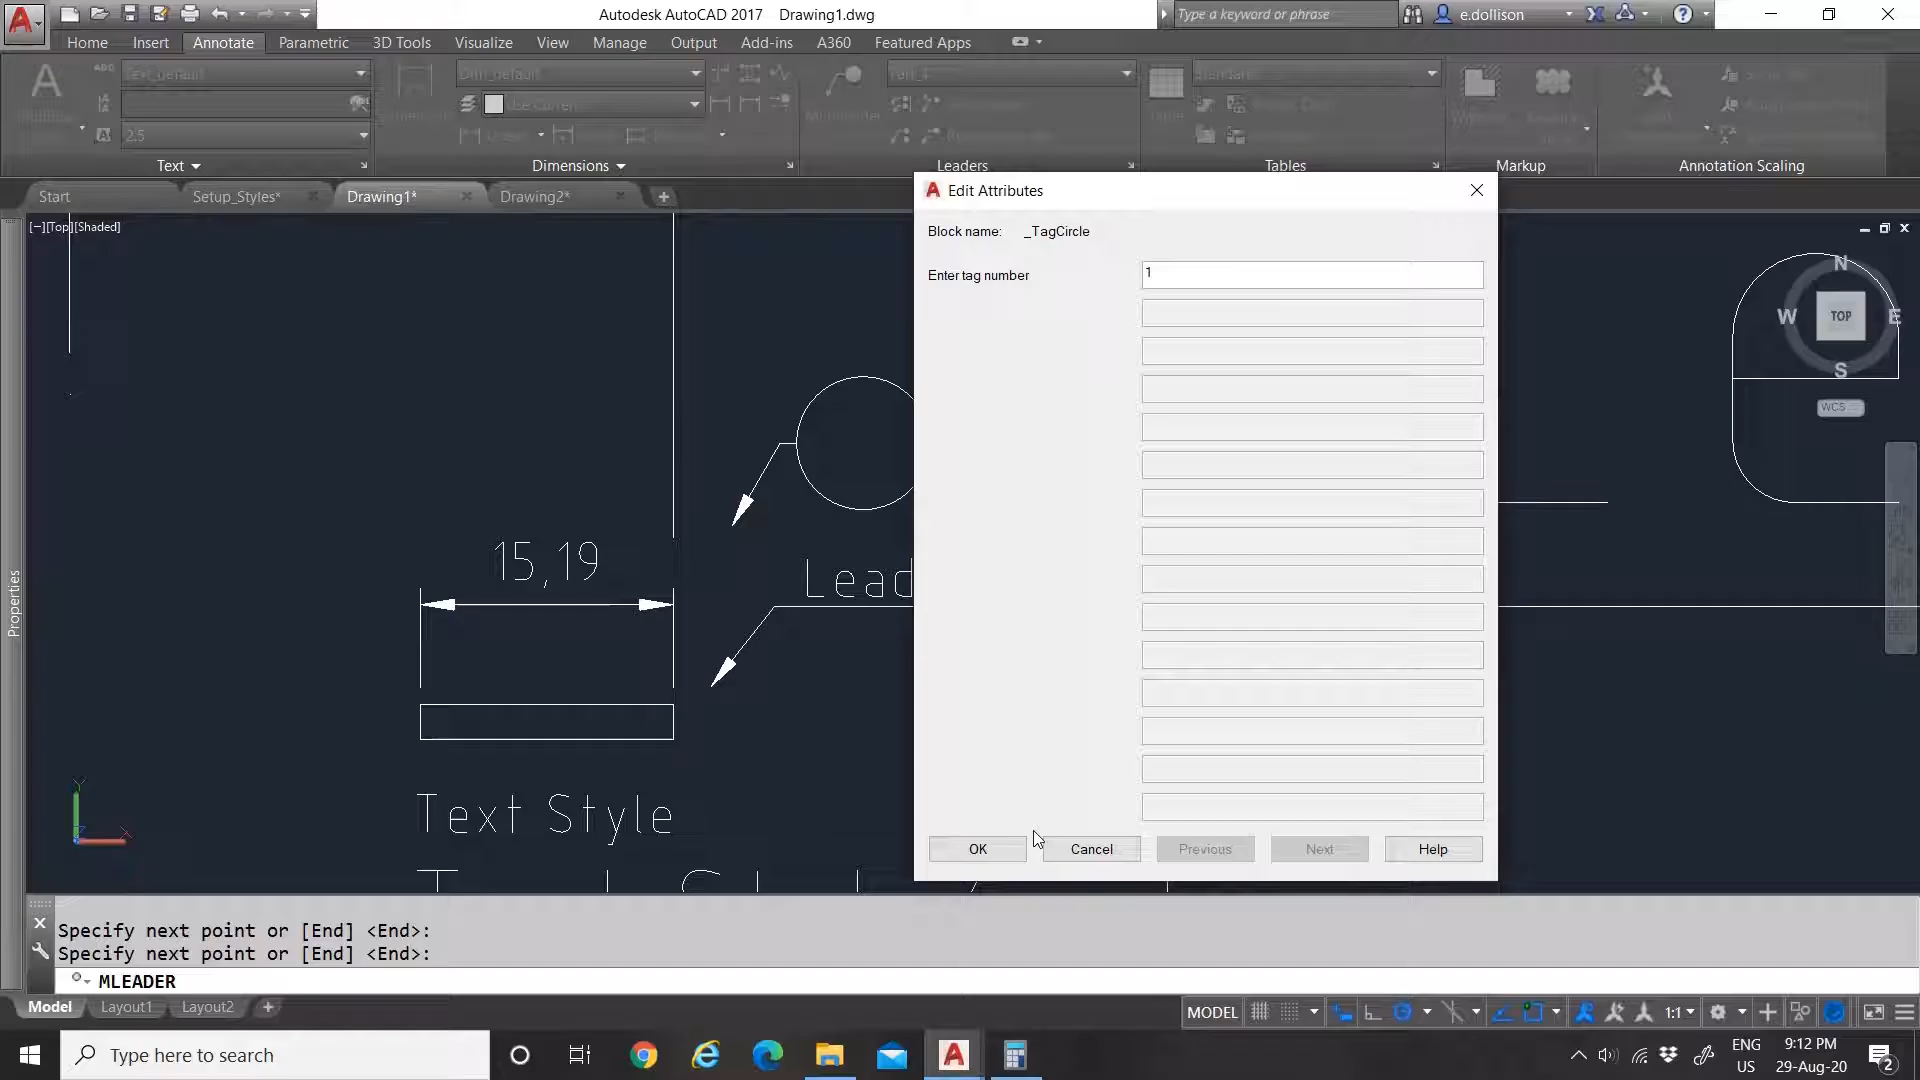 Autodesk AutoCAD 2017 Drawing1.dwg
Type a keyword or phrase
e.dollison
Home Insert Annotate Parametric 3D Tools Visualize View Manage Output Add-ins A360 Featured Apps
Text_default
2.5
Text Dimensions Leaders Tables Markup Annotation Scaling
Start Setup_Styles* Drawing1* Drawing2*
[−][Top][Shaded]
Edit Attributes
Block name: _TagCircle
Enter tag number 1
N
W TOP E
S
WCS
15,19
Lead
Properties
Text Style
Y
X
OK Cancel Previous Next Help
Specify next point or [End] <End>:
Specify next point or [End] <End>:
MLEADER
Model Layout1 Layout2
MODEL 1:1
Type here to search
ENG
US
9:12 PM
29-Aug-20
2